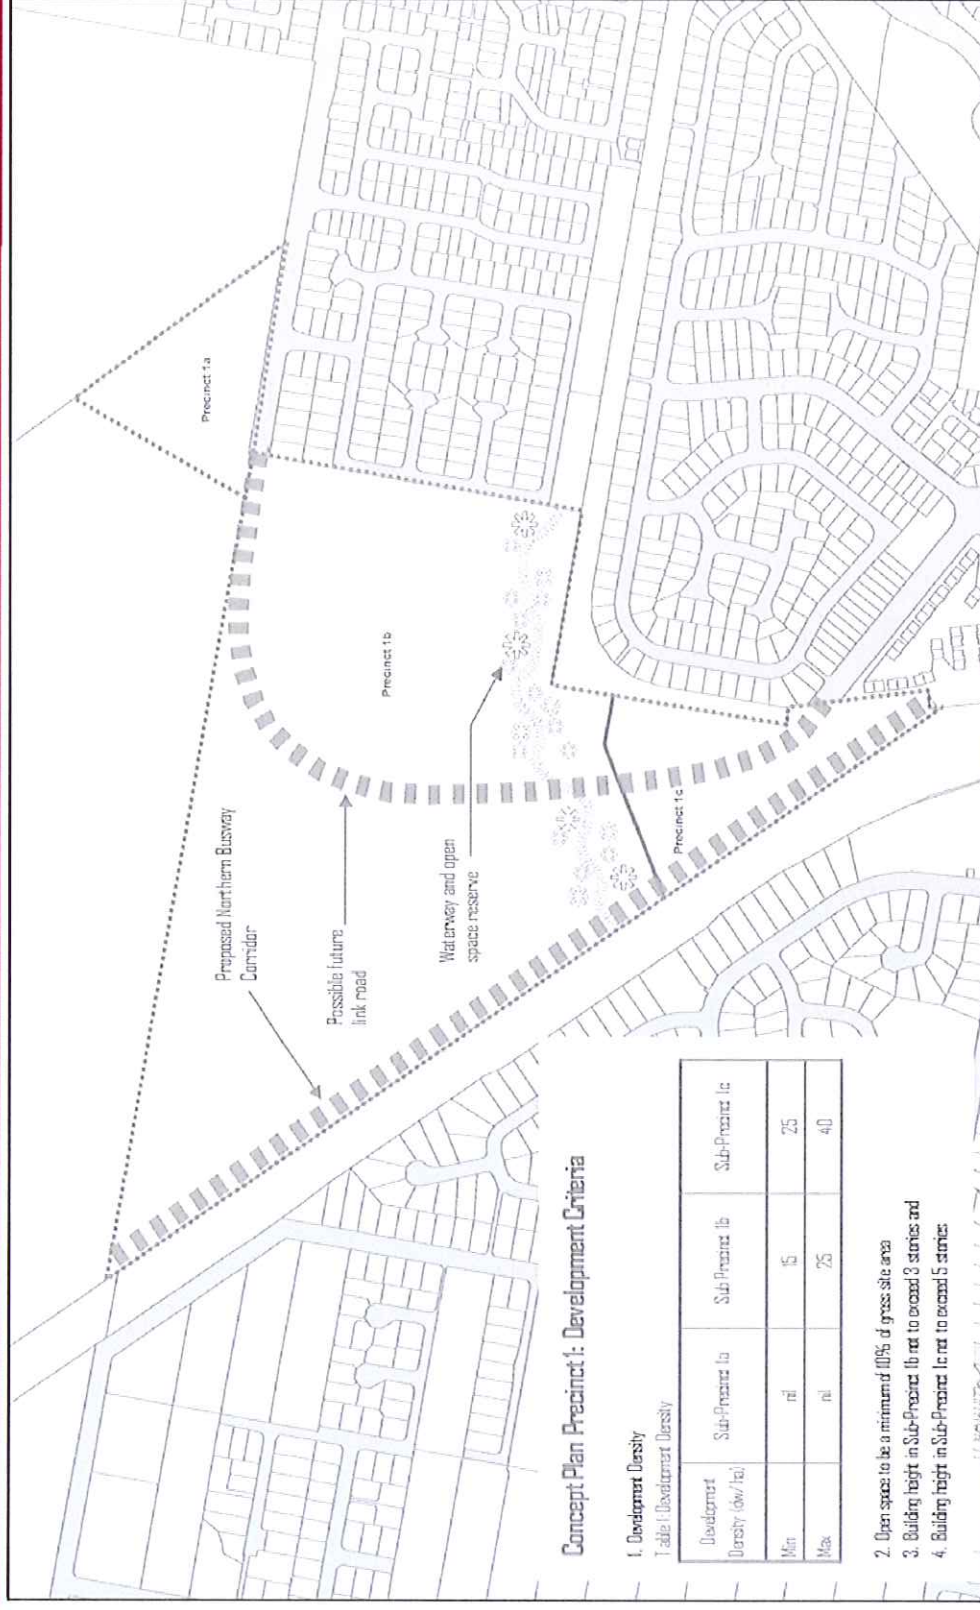 Precinct 1a
Precinct 1b
Proposed Northern Busway
Corridor
Possible future
link road
Waterway and open
space reserve
Precinct 1c
Concept Plan Precinct 1: Development Criteria
1. Development Density
Table 1: Development Density
Development
Density (dw/ha)
Sub-Precinct 1a
Sub Precinct 1b
Sub-Precinct 1c
Min
nil
15
25
Max
nil
25
40
2. Open space to be a minimum of 10% of gross site area
3. Building height in Sub-Precinct 1b not to exceed 3 stories and
4. Building height in Sub-Precinct 1c not to exceed 5 stories